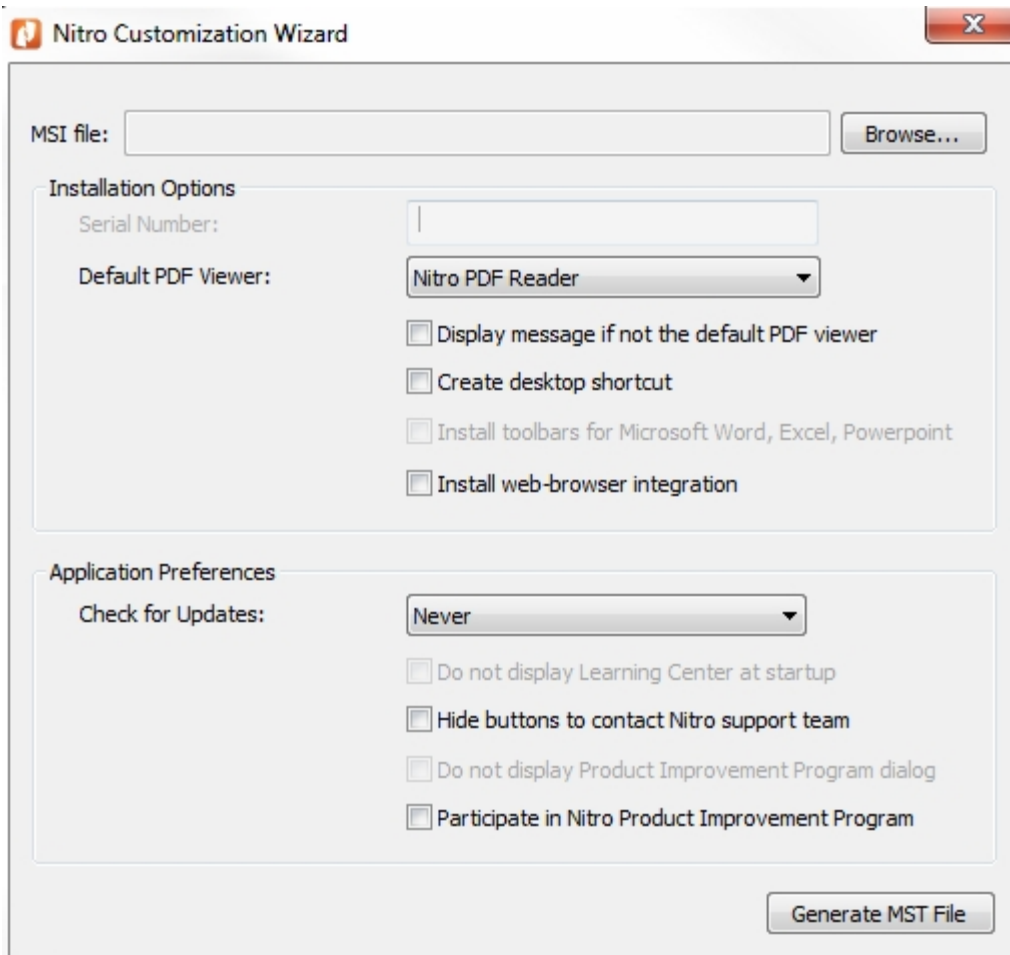 Nitro Customization Wizard
MSI file: Browse...
Installation Options
Serial Number:
Default PDF Viewer: Nitro PDF Reader
Display message if not the default PDF viewer
Create desktop shortcut
Install toolbars for Microsoft Word, Excel, Powerpoint
Install web-browser integration
Application Preferences
Check for Updates: Never
Do not display Learning Center at startup
Hide buttons to contact Nitro support team
Do not display Product Improvement Program dialog
Participate in Nitro Product Improvement Program
Generate MST File